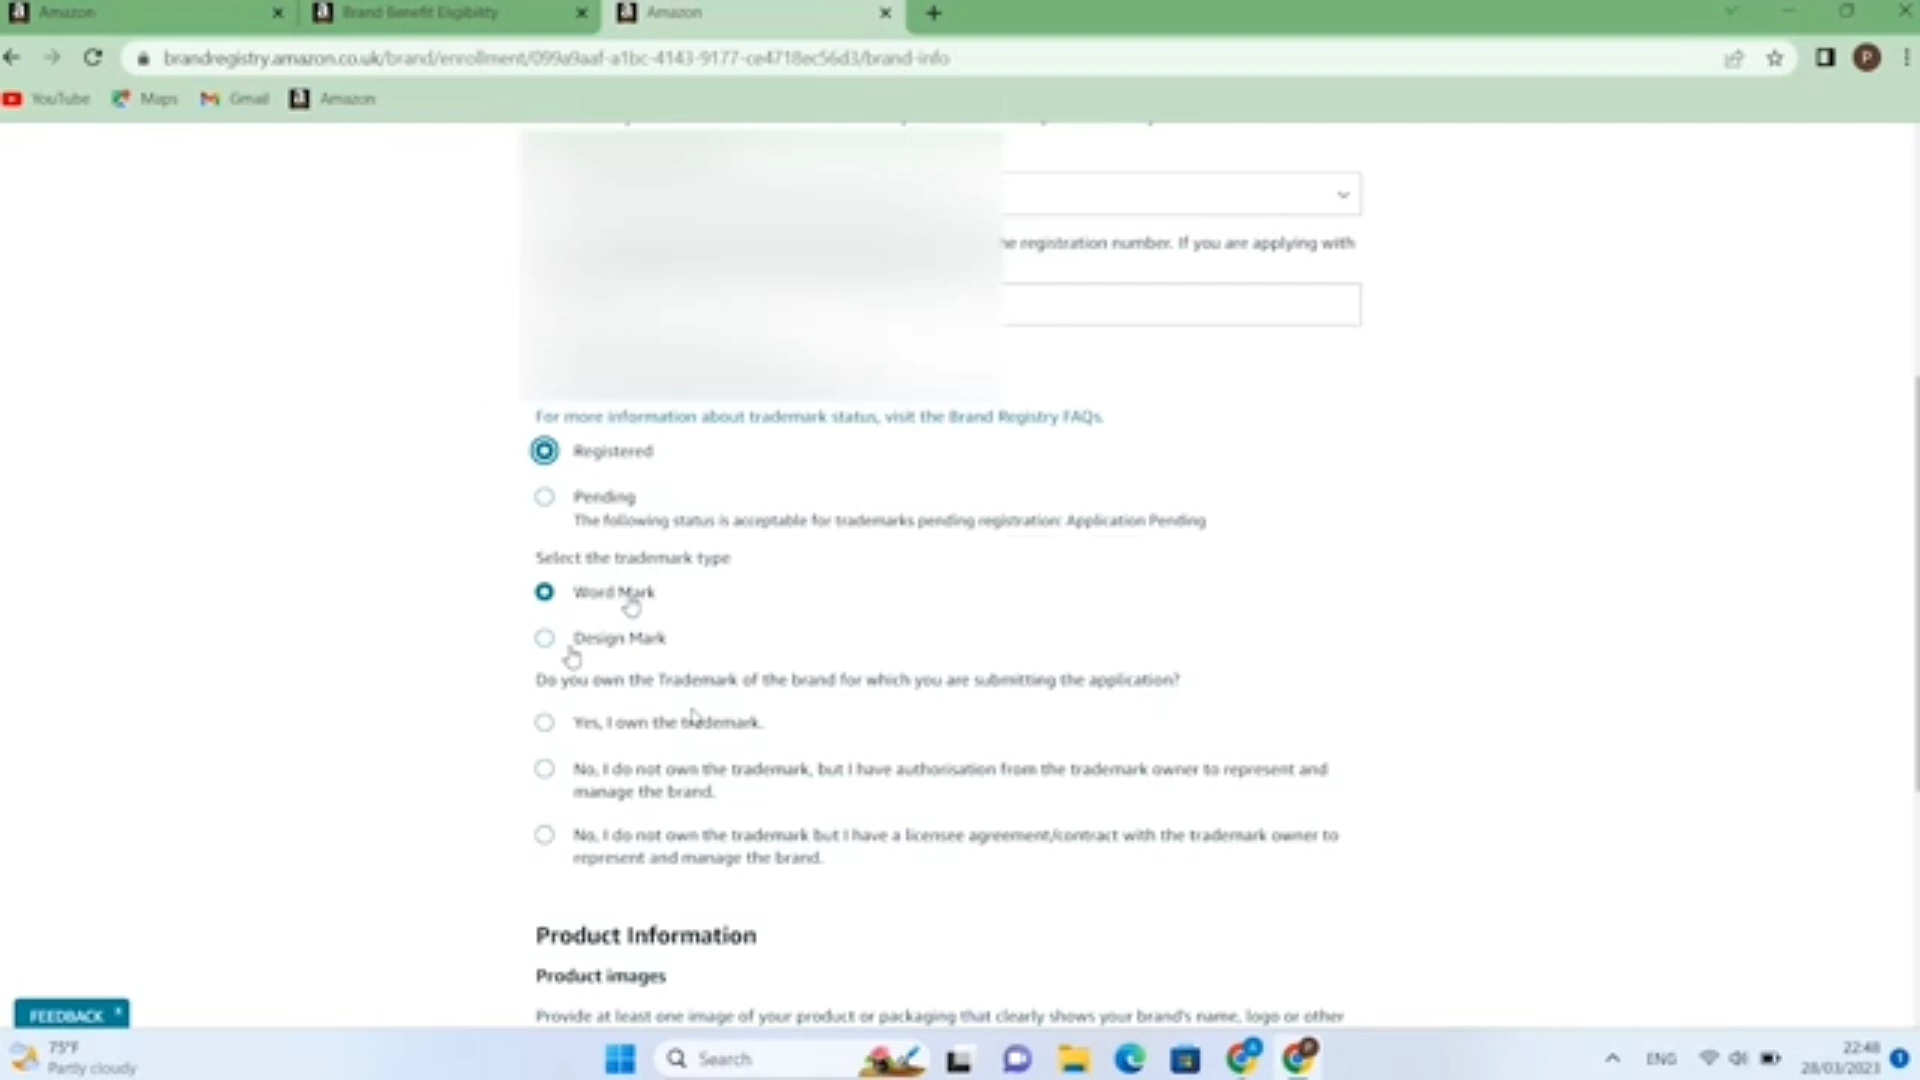 Amazon
Brand Benefit Eligibility
Amazon
brandregistry.amazon.co.uk/brand/enrollment/099a9aaf-a1bc-4143-9177-ce4718ec56d3/brand-info
P
YouTube
Maps
Gmail
Amazon
registration number. If you are applying with
For more information about trademark status, visit the Brand Registry FAQs.
Registered
Pending
The following status is acceptable for trademarks pending registration: Application Pending
Select the trademark type
Word Mark
Design Mark
Do you own the Trademark of the brand for which you are submitting the application?
Yes, I own the trademark.
No, I do not own the trademark, but I have authorisation from the trademark owner to represent and
manage the brand.
No, I do not own the trademark but I have a licensee agreement/contract with the trademark owner to
represent and manage the brand.
Product Information
Product images
Provide at least one image of your product or packaging that clearly shows your brand's name, logo or other
FEEDBACK
75°F
Partly cloudy
Search
ENG
22:48
28/03/2023
1